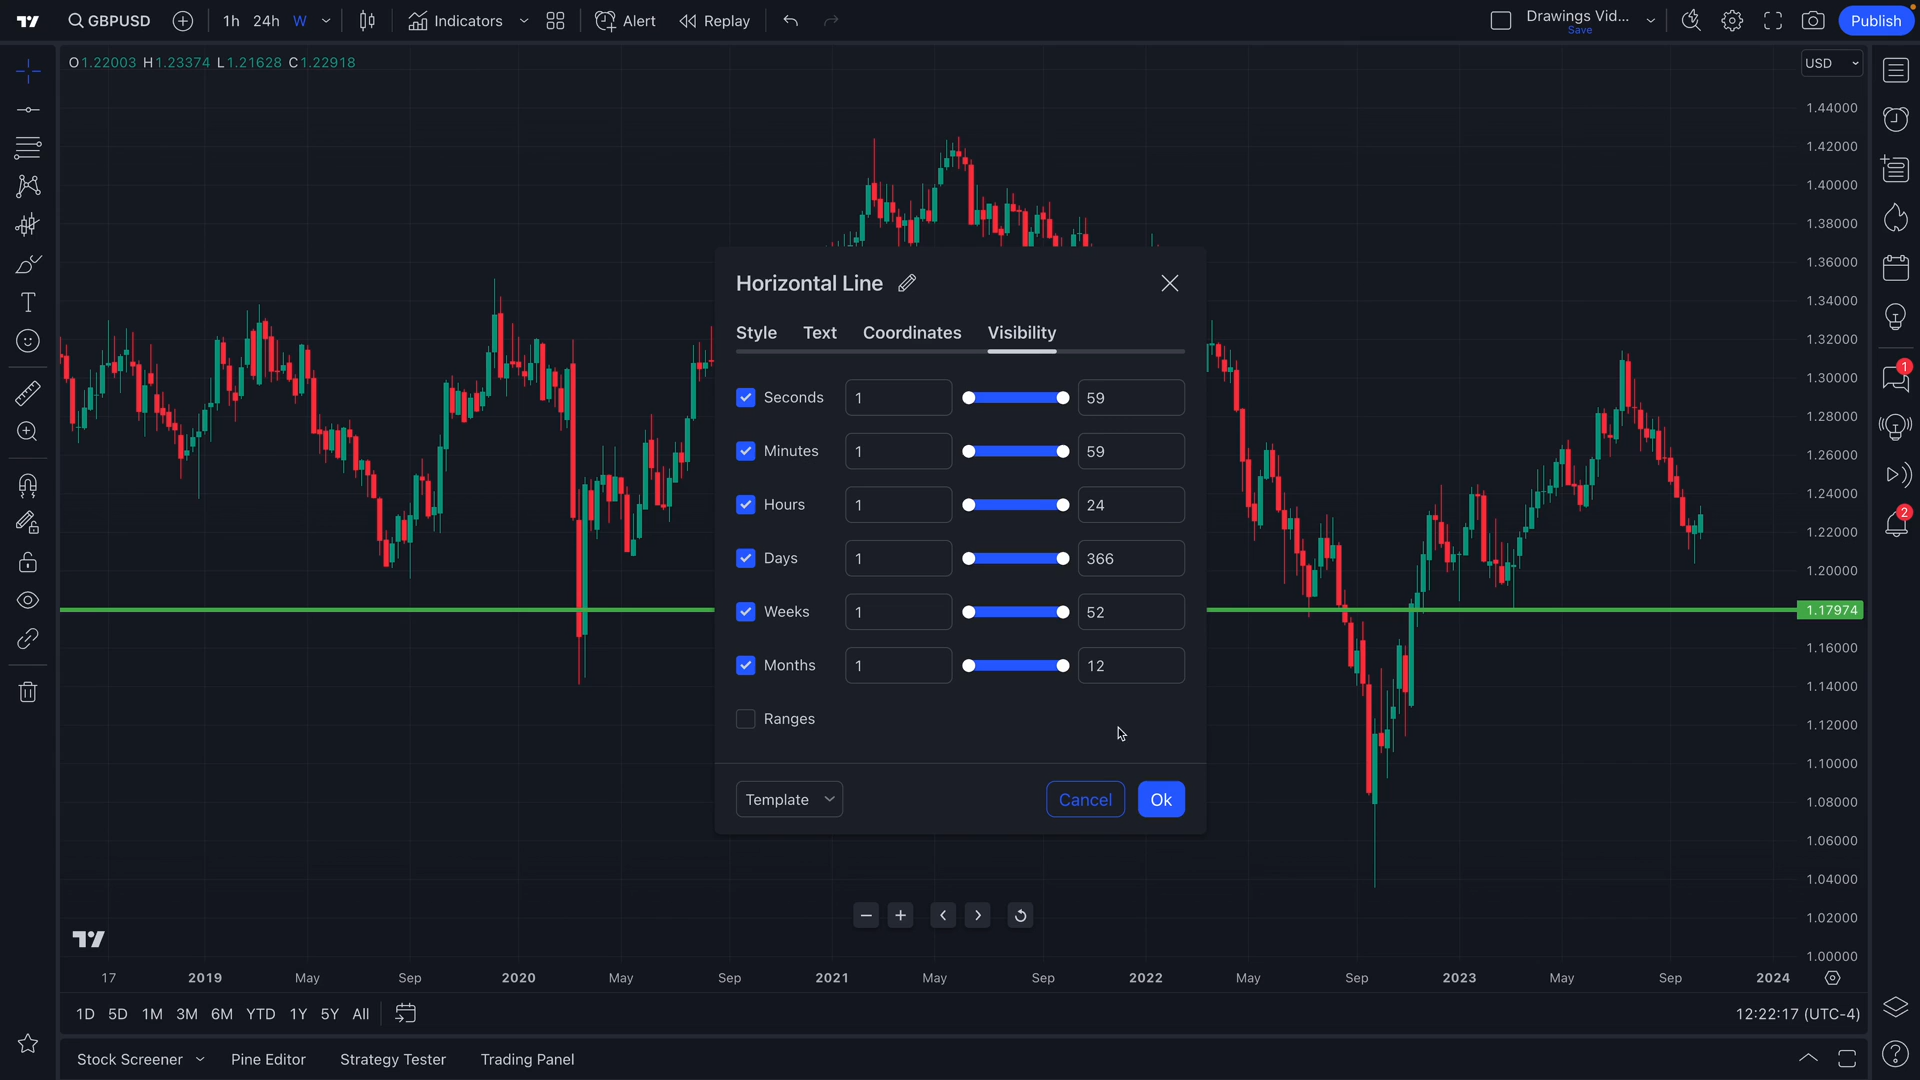 GBPUSD 1h 24h W Indicators Alert Replay Drawings Vid... Publish
Save
O1.22003 H1.23374 L1.21628 C1.22918
USD
1.44000
1.42000
1.40000
1.38000
1.36000
1.34000
1.32000
1.30000
1.28000
1.26000
1.24000
1.22000
1.20000
1.17974
1.16000
1.14000
1.12000
1.10000
1.08000
1.06000
1.04000
1.02000
1.00000
1
2
Horizontal Line
Style Text Coordinates Visibility
Seconds 1 59
Minutes 1 59
Hours 1 24
Days 1 366
Weeks 1 52
Months 1 12
Ranges
Template Cancel Ok
17 2019 May Sep 2020 May Sep 2021 May Sep 2022 May Sep 2023 May Sep 2024
1D 5D 1M 3M 6M YTD 1Y 5Y All 12:22:17 (UTC-4)
Stock Screener Pine Editor Strategy Tester Trading Panel